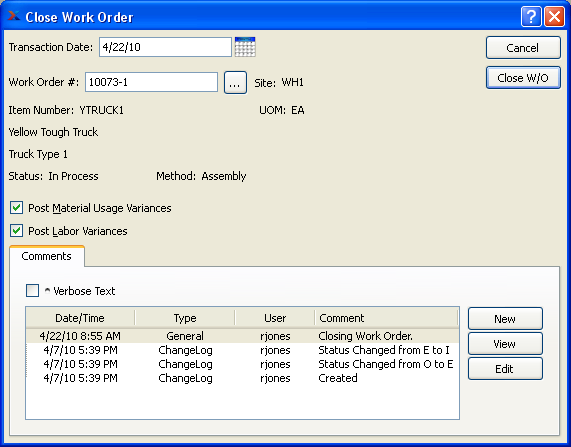 Close Work Order
Transaction Date: 4/22/10
Cancel
Work Order #: 10073-1 ... Site: WH1
Close W/O
Item Number: YTRUCK1 UOM: EA
Yellow Tough Truck
Truck Type 1
Status: In Process Method: Assembly
Post Material Usage Variances
Post Labor Variances
Comments
* Verbose Text
Date/Time Type User Comment
4/22/10 8:55 AM General rjones Closing Work Order.
4/7/10 5:39 PM ChangeLog rjones Status Changed from E to I
4/7/10 5:39 PM ChangeLog rjones Status Changed from O to E
4/7/10 5:39 PM ChangeLog rjones Created
New
View
Edit